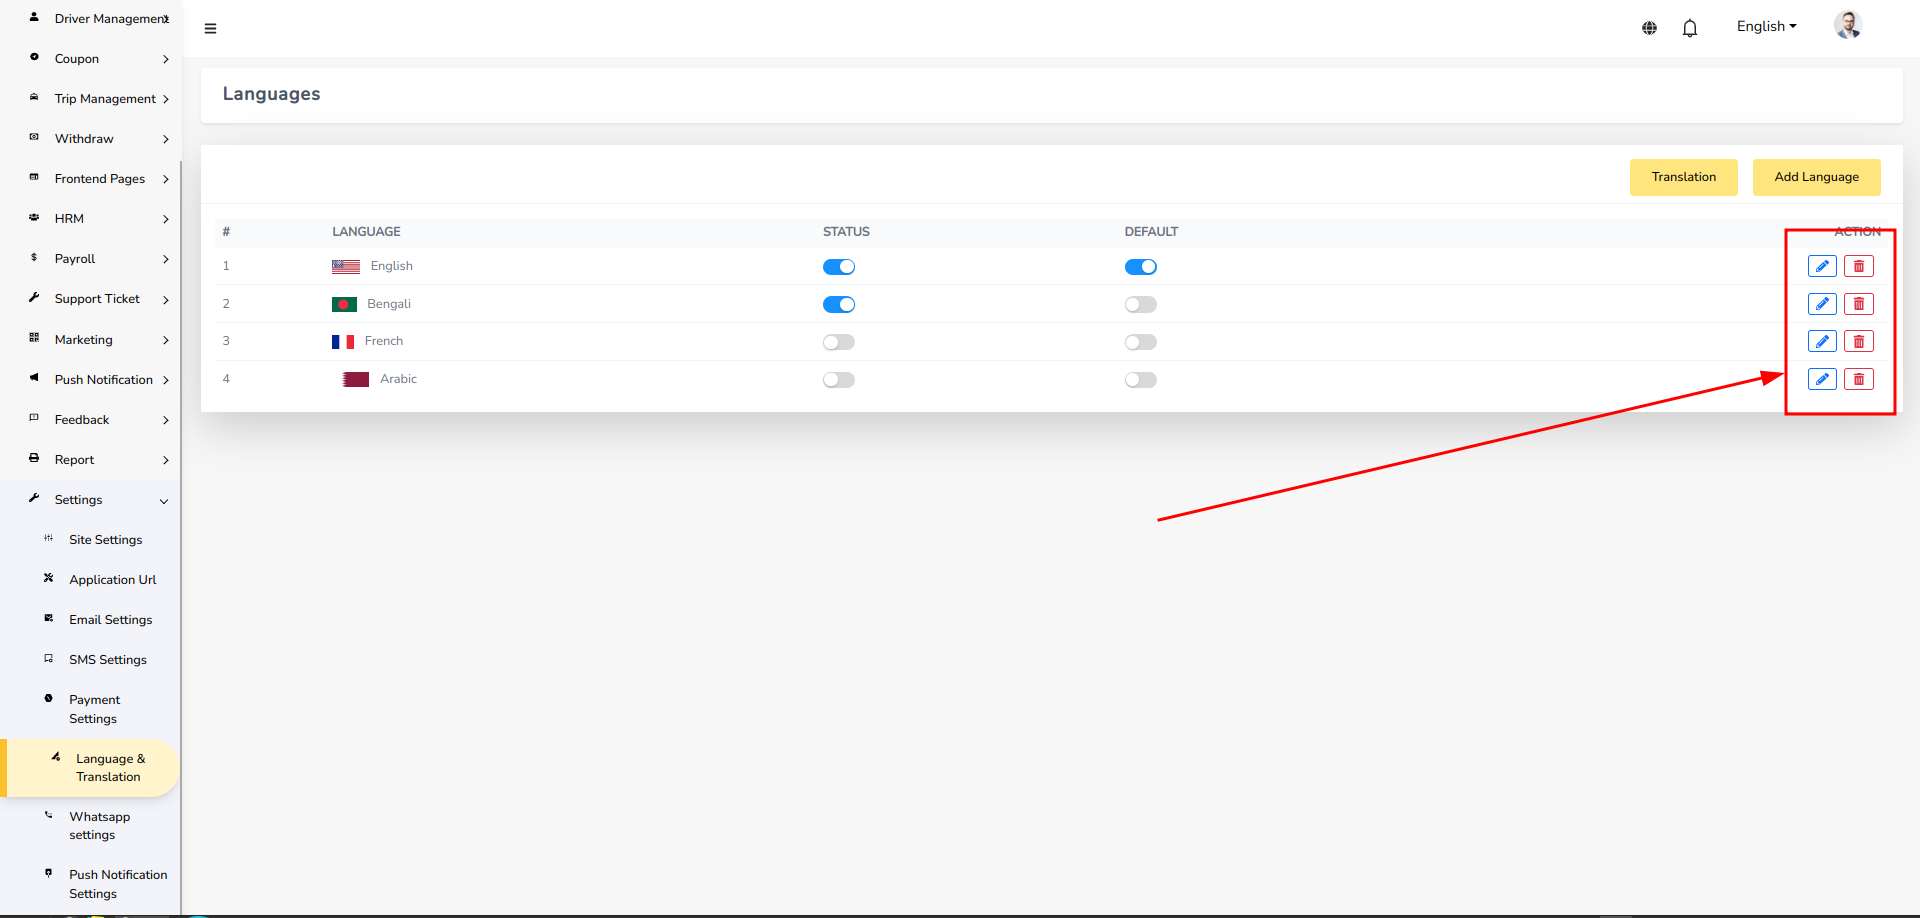 Driver Management
Coupon
Trip Management
Withdraw
Frontend Pages
HRM
Payroll
Support Ticket
Marketing
Push Notification
Feedback
Report
Settings
Site Settings
Application Url
Email Settings
SMS Settings
Payment
Settings
Language &
Translation
Whatsapp
settings
Push Notification
Settings
English
Languages
Translation Add Language
# LANGUAGE STATUS DEFAULT ACTION
1 English
2 Bengali
3 French
4 Arabic